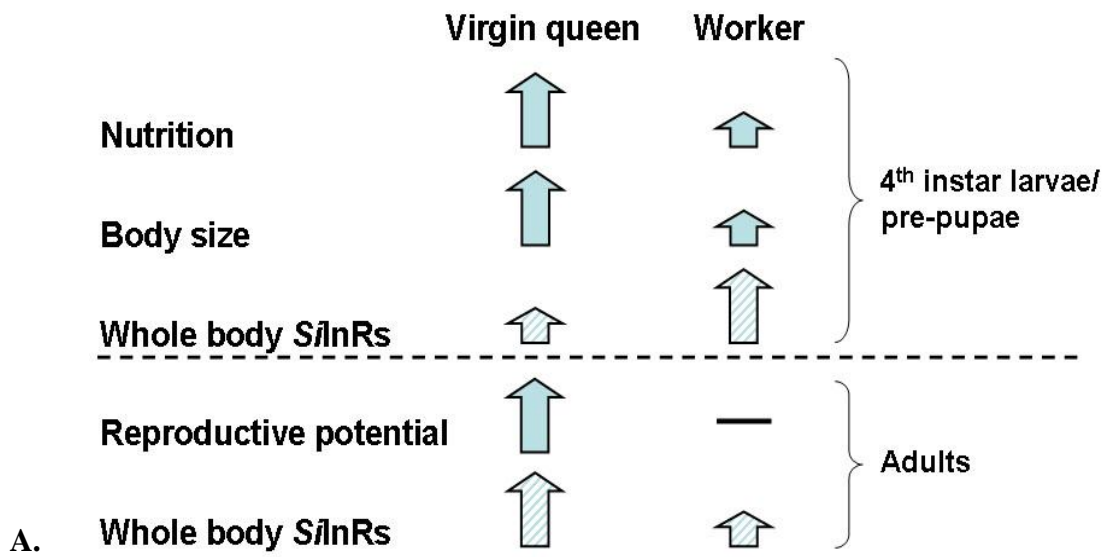 Virgin queen Worker
Nutrition
4th instar larvae/
pre-pupae
Body size
Whole body SiInRs
Reproductive potential
Adults
A. Whole body SiInRs